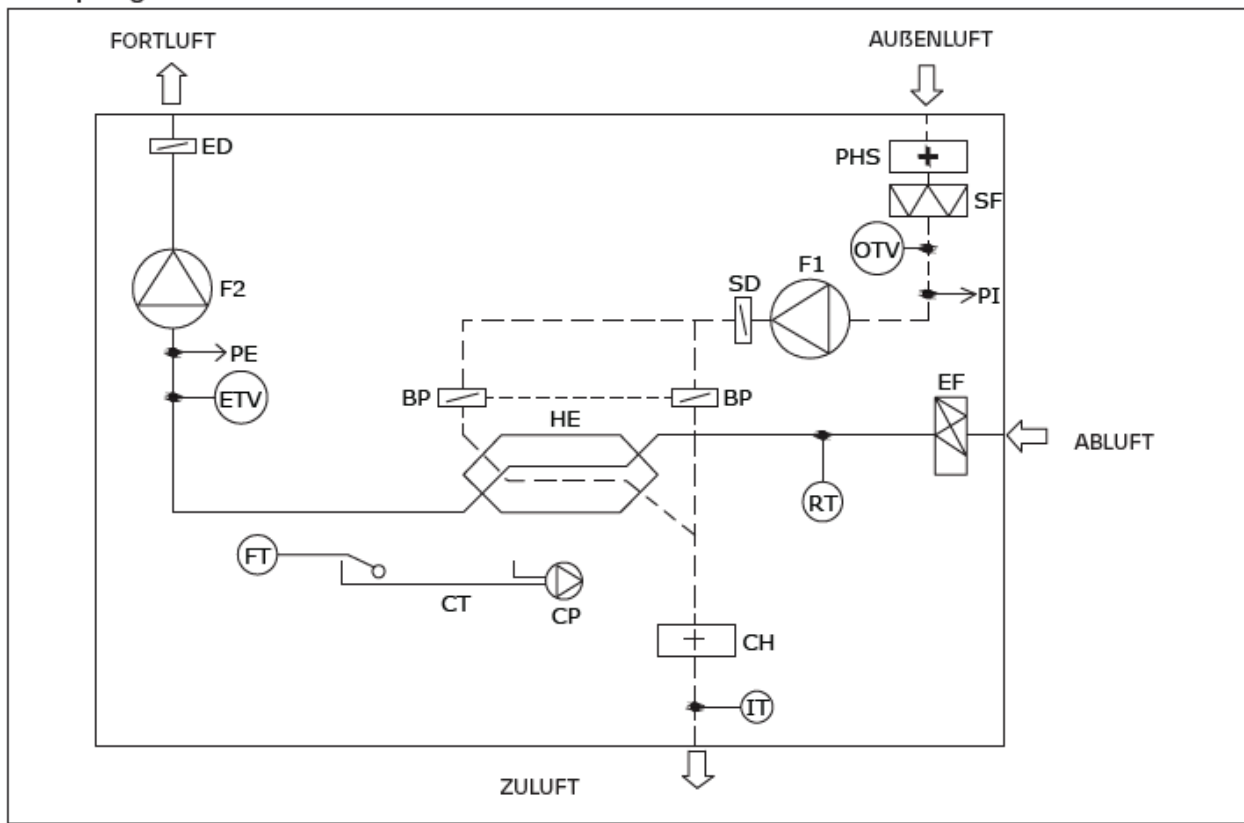 FORTLUFT
AUßENLUFT
ED
PHS
SF
OTV
F1
SD
F2
PI
PE
ETV
BP
BP
EF
HE
ABLUFT
RT
FT
CT
CP
CH
IT
ZULUFT